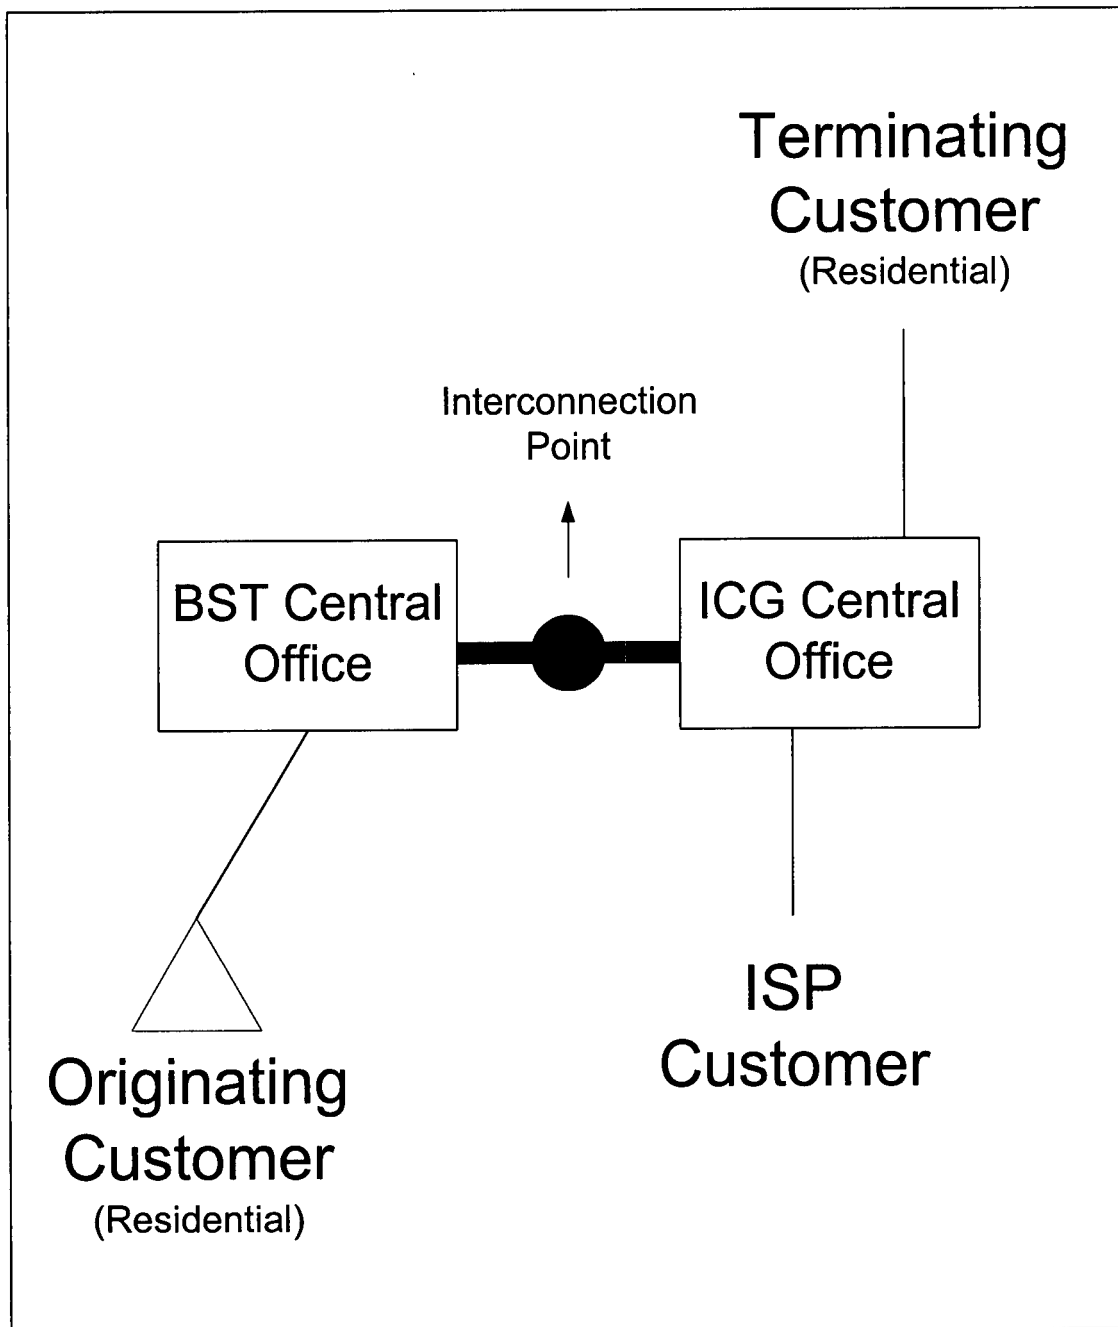 Terminating
Customer
(Residential)
Interconnection
Point
BST Central
Office
ICG Central
Office
ISP
Customer
Originating
Customer
(Residential)